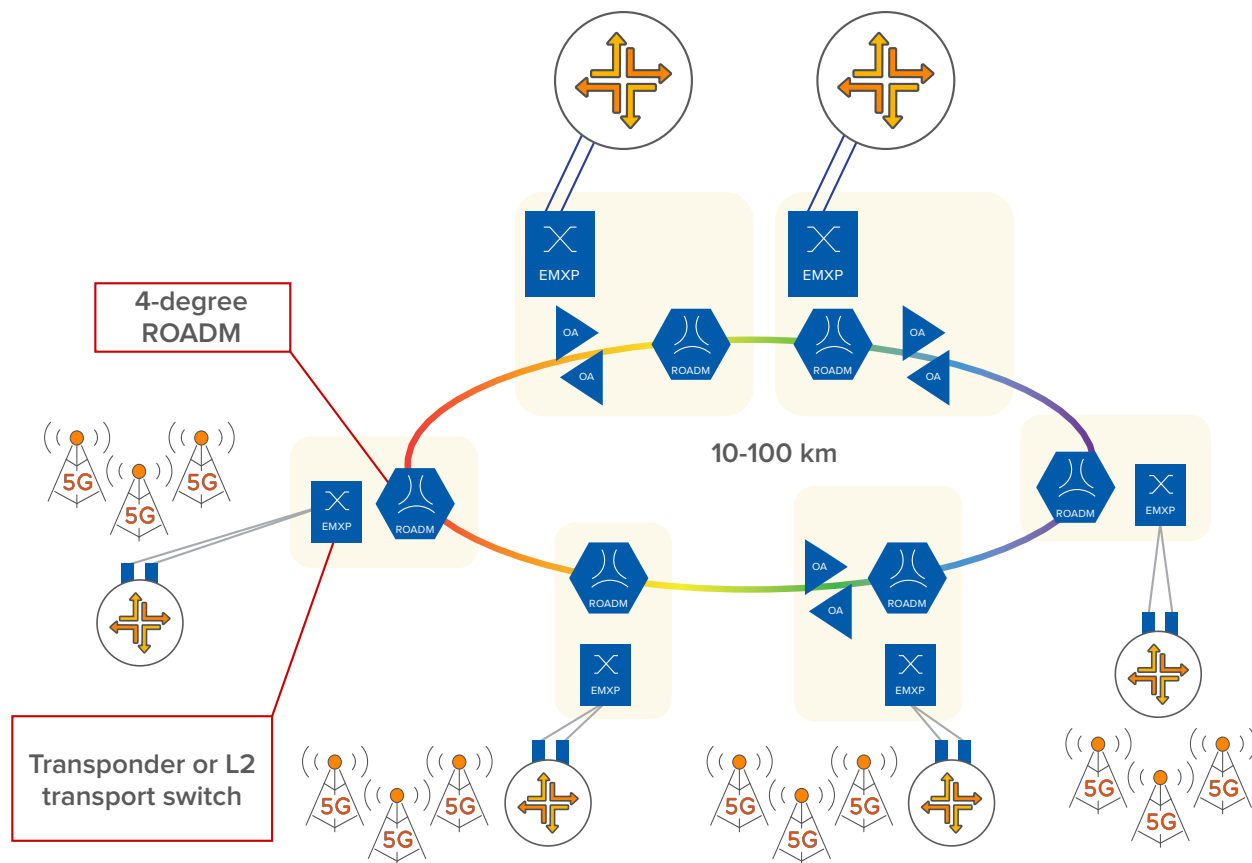 EMXP
EMXP
4-degree
ROADM
OA
OA
ROADM
ROADM
OA
OA
10-100 km
5G
5G
5G
EMXP
ROADM
ROADM
EMXP
ROADM
OA
OA
ROADM
EMXP
EMXP
Transponder or L2
transport switch
5G
5G
5G
5G
5G
5G
5G
5G
5G